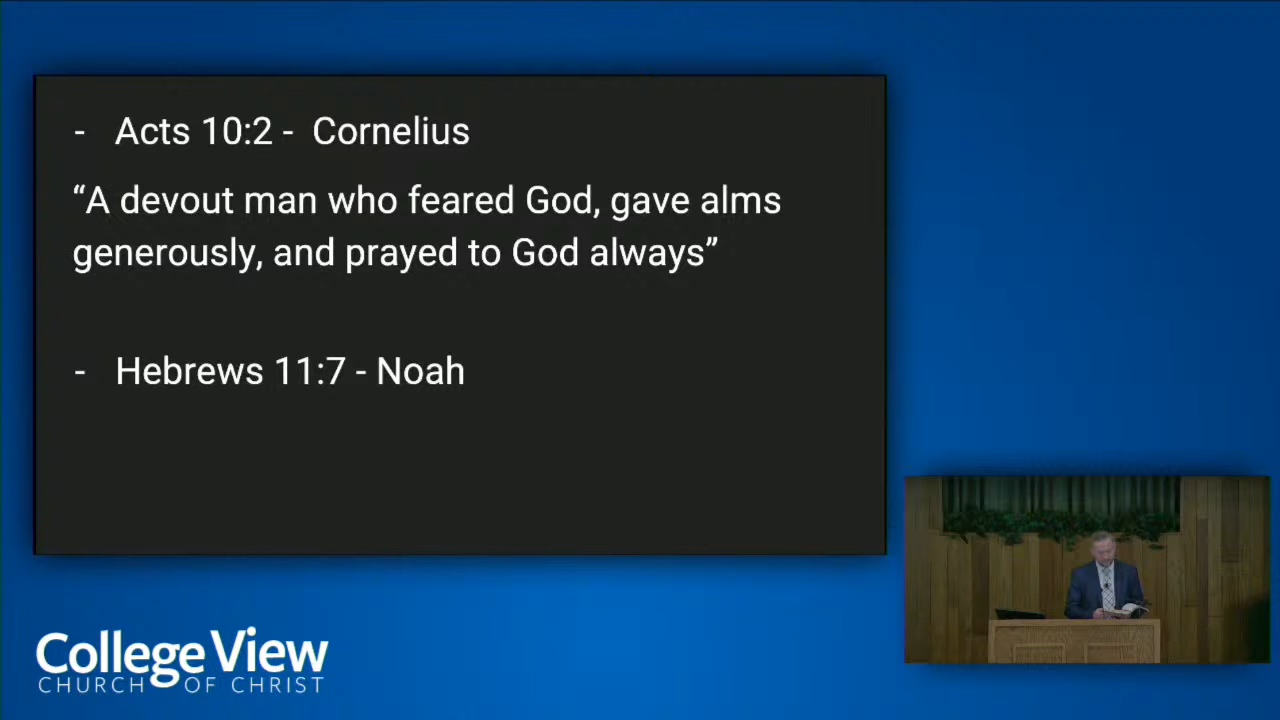 - Acts 10:2 - Cornelius
“A devout man who feared God, gave alms
generously, and prayed to God always”
- Hebrews 11:7 - Noah
College View
CHURCH OF CHRIST